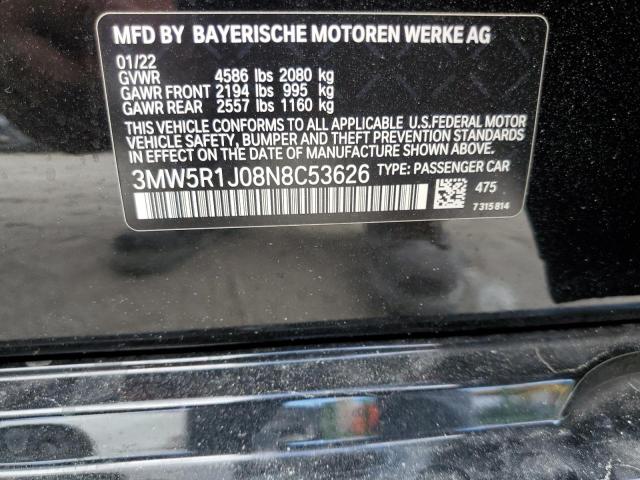 MFD BY BAYERISCHE MOTOREN WERKE AG
01/22
GVWR 4586 lbs 2080 kg
GAWR FRONT 2194 lbs 995 kg
GAWR REAR 2557 lbs 1160 kg
THIS VEHICLE CONFORMS TO ALL APPLICABLE U.S.FEDERAL MOTOR
VEHICLE SAFETY, BUMPER AND THEFT PREVENTION STANDARDS
IN EFFECT ON THE DATE OF MANUFACTURE SHOWN ABOVE.
3MW5R1J08N8C53626 TYPE: PASSENGER CAR
475
7315814